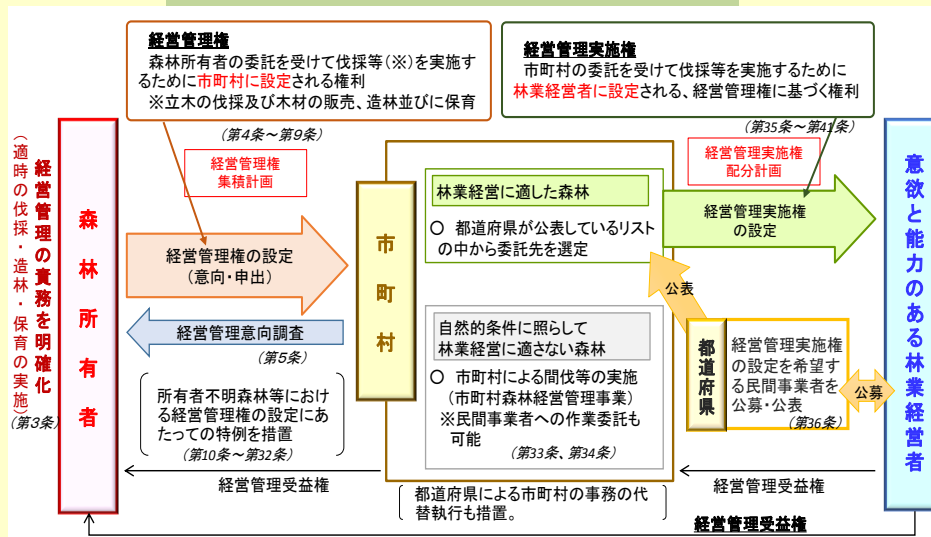 経営管理権
森林所有者の委託を受けて伐採等（※）を実施
するために市町村に設定される権利
※立木の伐採及び木材の販売、造林並びに保育
経営管理実施権
市町村の委託を受けて伐採等を実施するために
林業経営者に設定される、経営管理権に基づく権利
（適時の伐採・造林・保育の実施）
経営管理の責務を明確化
(第3条)
森林所有者
(第4条～第9条)
経営管理権
集積計画
経営管理権の設定
（意向・申出）
経営管理意向調査
(第5条)
所有者不明森林等におけ
る経営管理権の設定にあ
たっての特例を措置
(第10条～第32条)
経営管理受益権
市町村
林業経営に適した森林
○ 都道府県が公表しているリスト
の中から委託先を選定
自然的条件に照らして
林業経営に適さない森林
○ 市町村による間伐等の実施
（市町村森林経営管理事業）
※民間事業者への作業委託も
可能
(第33条、第34条)
都道府県による市町村の事務の代
替執行も措置。
(第35条～第41条)
経営管理実施権
配分計画
経営管理実施権
の設定
公表
都道府県
経営管理実施権
の設定を希望す
る民間事業者を
公募・公表
(第36条)
公募
経営管理受益権
経営管理受益権
意欲と能力のある林業経営者